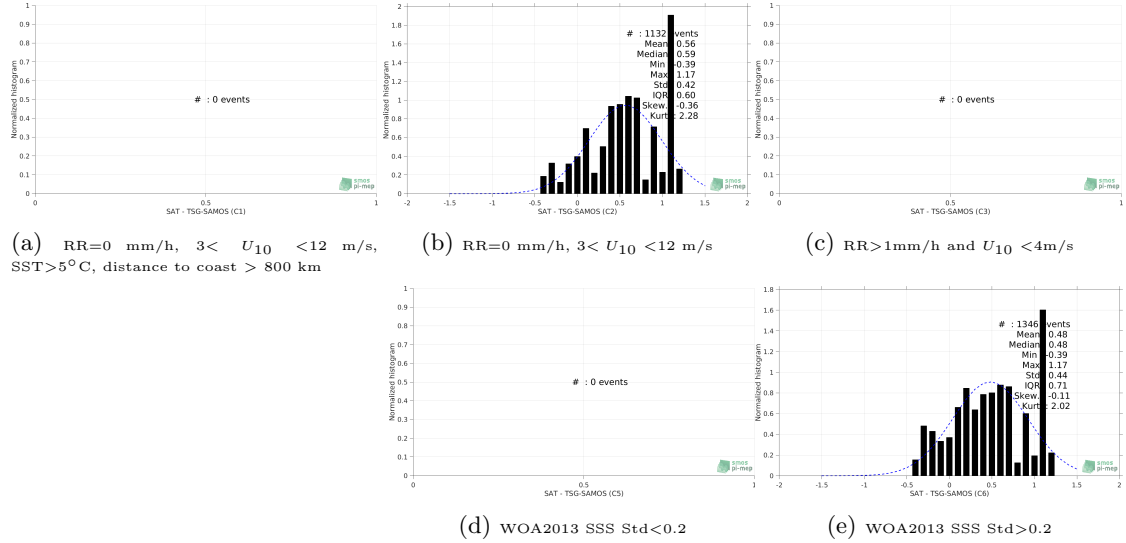 1
0.9
0.8
0.7
0.6
0.5
0.4
0.3
0.2
0.1
0
Normalized histogram
# : 0 events
smos
pi-mep
0 0.5 1
SAT - TSG-SAMOS (C1)
2
1.8
1.6
1.4
1.2
1
0.8
0.6
0.4
0.2
0
Normalized histogram
# : 1132 events
Mean: 0.56
Median: 0.59
Min: -0.39
Max: 1.17
Std: 0.42
IQR: 0.60
Skew.: -0.36
Kurt.: 2.28
smos
pi-mep
-2 -1.5 -1 -0.5 0 0.5 1 1.5 2
SAT - TSG-SAMOS (C2)
1
0.9
0.8
0.7
0.6
0.5
0.4
0.3
0.2
0.1
0
Normalized histogram
# : 0 events
smos
pi-mep
0 0.5 1
SAT - TSG-SAMOS (C3)
(a) RR=0 mm/h, 3< U10 <12 m/s,
SST>5°C, distance to coast > 800 km
(b) RR=0 mm/h, 3< U10 <12 m/s
(c) RR>1mm/h and U10 <4m/s
1
0.9
0.8
0.7
0.6
0.5
0.4
0.3
0.2
0.1
0
Normalized histogram
# : 0 events
smos
pi-mep
0 0.5 1
SAT - TSG-SAMOS (C5)
1.8
1.6
1.4
1.2
1
0.8
0.6
0.4
0.2
0
Normalized histogram
# : 1346 events
Mean: 0.48
Median: 0.48
Min: -0.39
Max: 1.17
Std: 0.44
IQR: 0.71
Skew.: -0.11
Kurt.: 2.02
smos
pi-mep
-2 -1.5 -1 -0.5 0 0.5 1 1.5 2
SAT - TSG-SAMOS (C6)
(d) WOA2013 SSS Std<0.2
(e) WOA2013 SSS Std>0.2